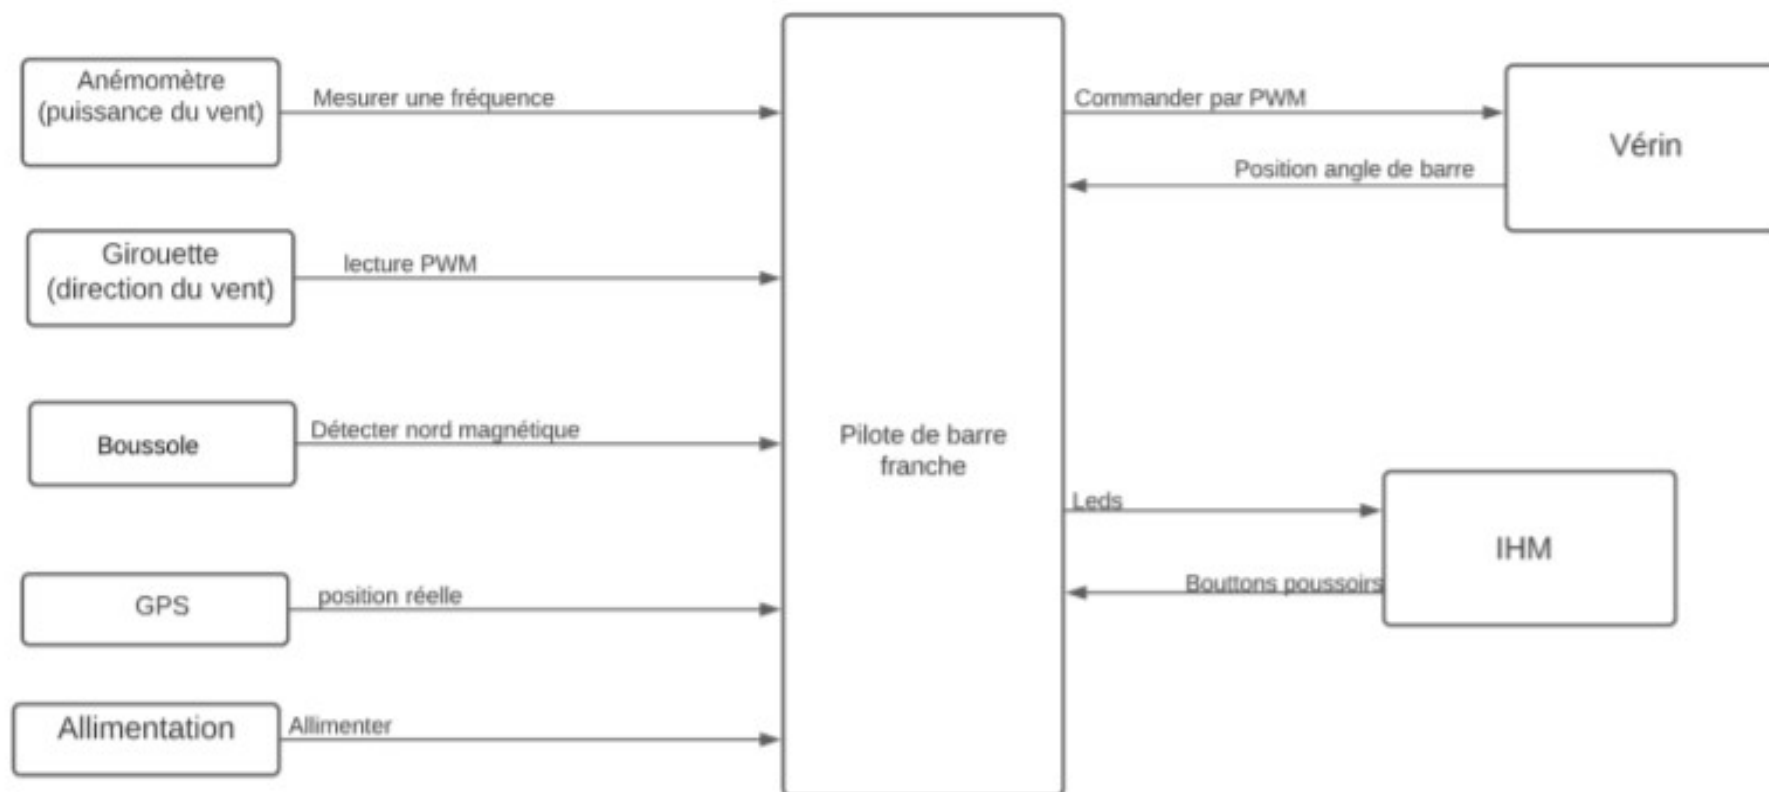 Anémomètre
(puissance du vent)
Mesurer une fréquence
Girouette
(direction du vent)
lecture PWM
Boussole
Détecter nord magnétique
GPS
position réelle
Allimentation
Allimenter
Pilote de barre
franche
Commander par PWM
Position angle de barre
Vérin
Leds
Bouttons poussoirs
IHM